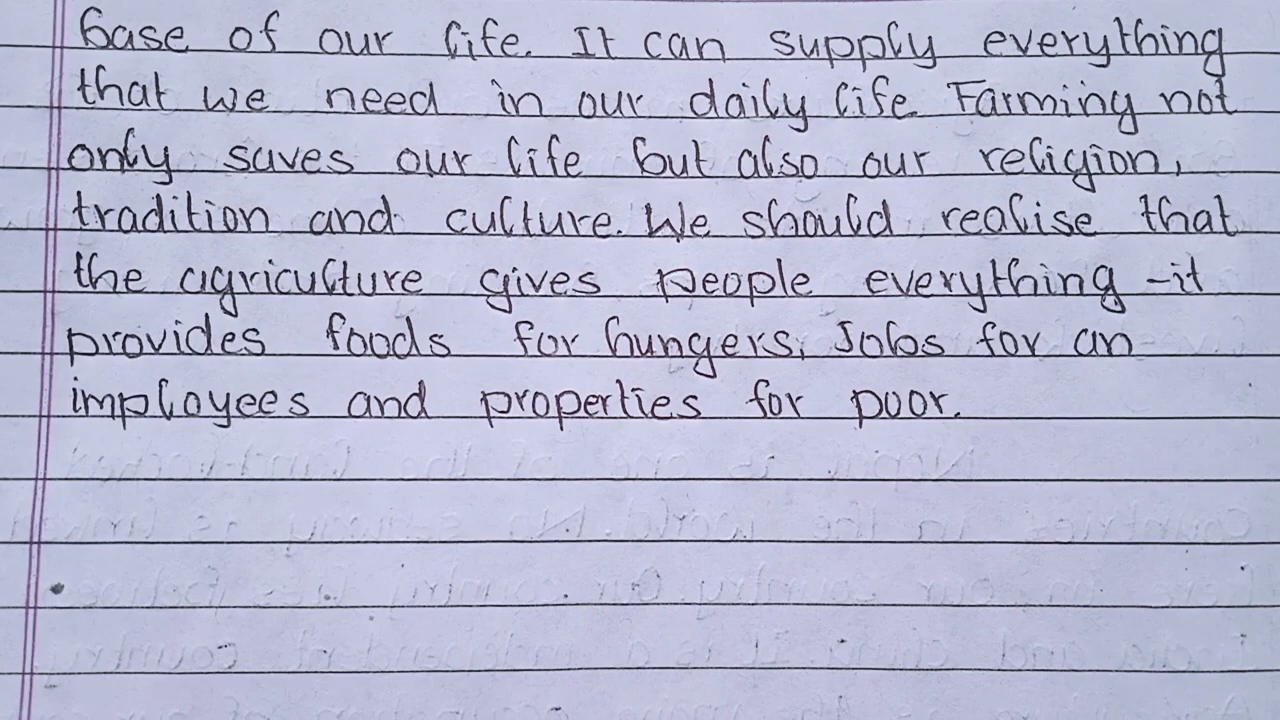 base of our life. It can supply everything
that we need in our daily life. Farming not
only saves our life but also our religion,
tradition and culture. We should realise that
the agriculture gives people everything -it
provides foods for hungers, Jobs for an
imployees and properties for poor.